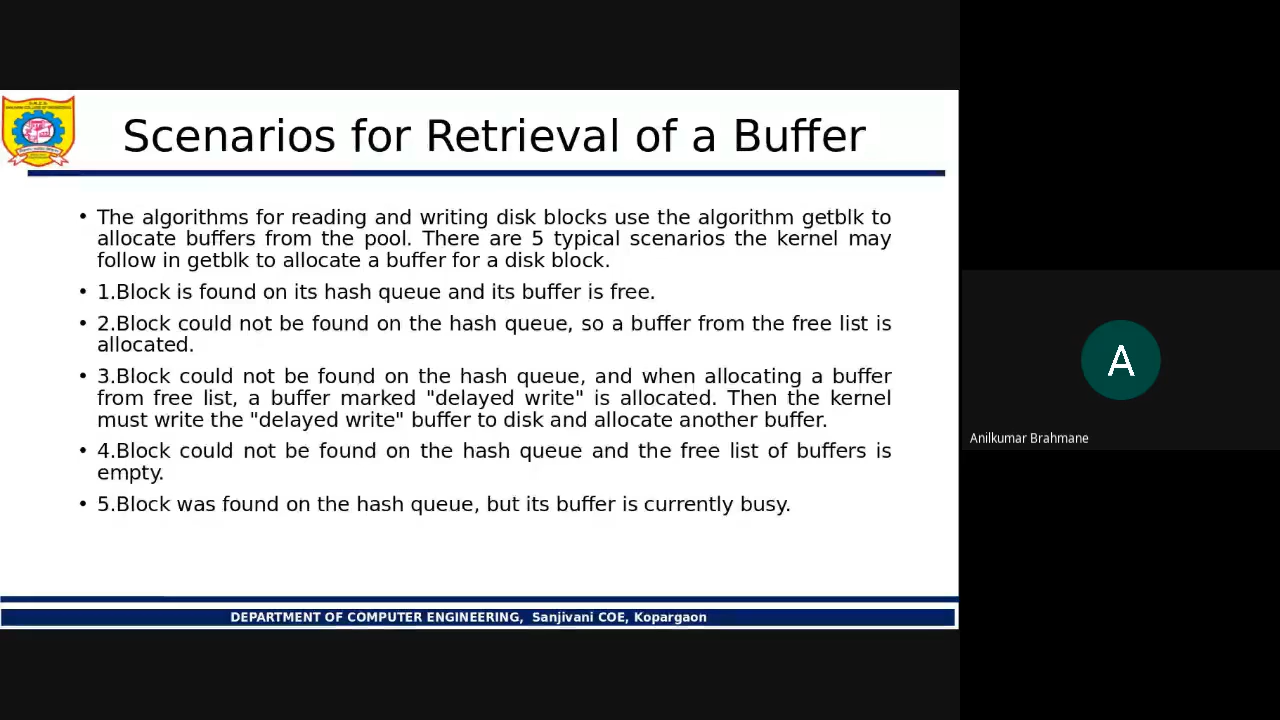 Scenarios for Retrieval of a Buffer
• The algorithms for reading and writing disk blocks use the algorithm getblk to
allocate buffers from the pool. There are 5 typical scenarios the kernel may
follow in getblk to allocate a buffer for a disk block.
• 1.Block is found on its hash queue and its buffer is free.
• 2.Block could not be found on the hash queue, so a buffer from the free list is
allocated.
• 3.Block could not be found on the hash queue, and when allocating a buffer
from free list, a buffer marked "delayed write" is allocated. Then the kernel
must write the "delayed write" buffer to disk and allocate another buffer.
• 4.Block could not be found on the hash queue and the free list of buffers is
empty.
• 5.Block was found on the hash queue, but its buffer is currently busy.
DEPARTMENT OF COMPUTER ENGINEERING, Sanjivani COE, Kopargaon
A
Anilkumar Brahmane